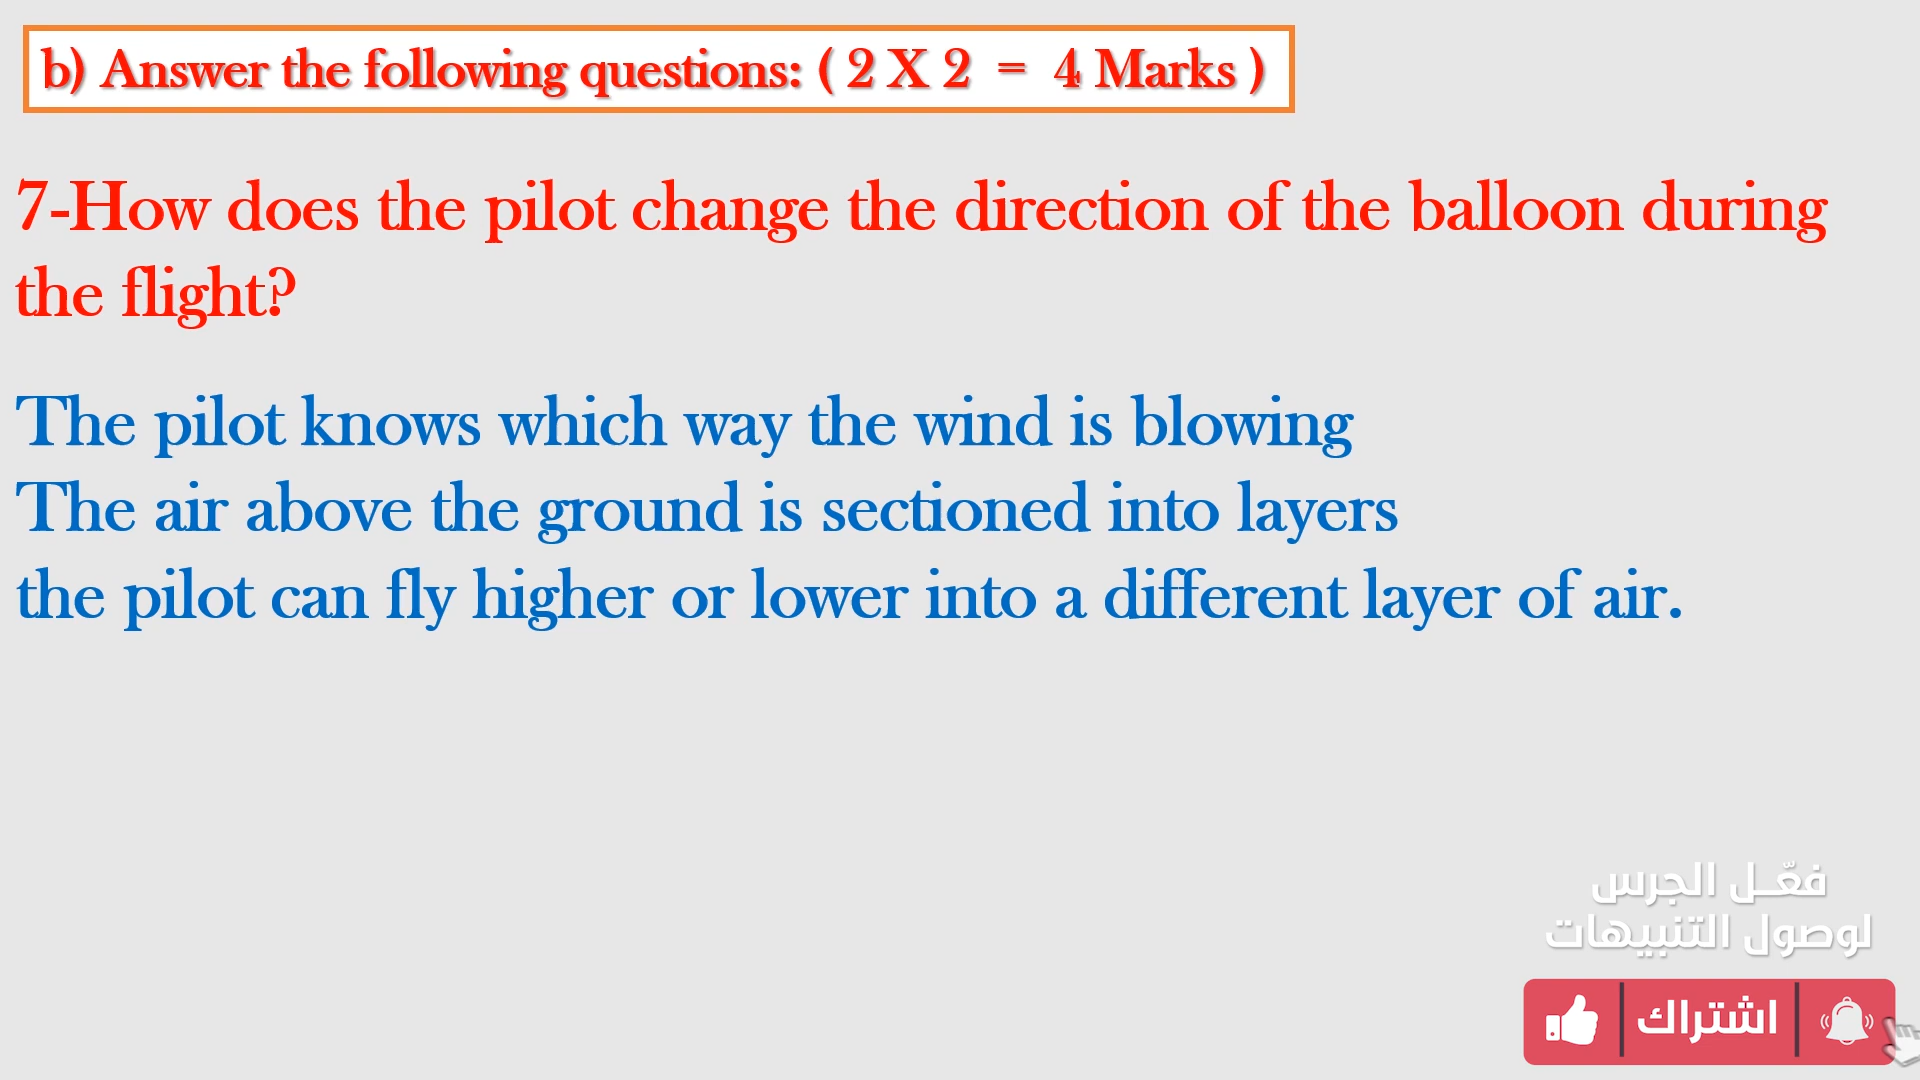 b) Answer the following questions: ( 2 X 2 = 4 Marks )
7-How does the pilot change the direction of the balloon during
the flight?
The pilot knows which way the wind is blowing
The air above the ground is sectioned into layers
the pilot can fly higher or lower into a different layer of air.
فعّــل الجرس
لوصول التنبيهات
اشتراك